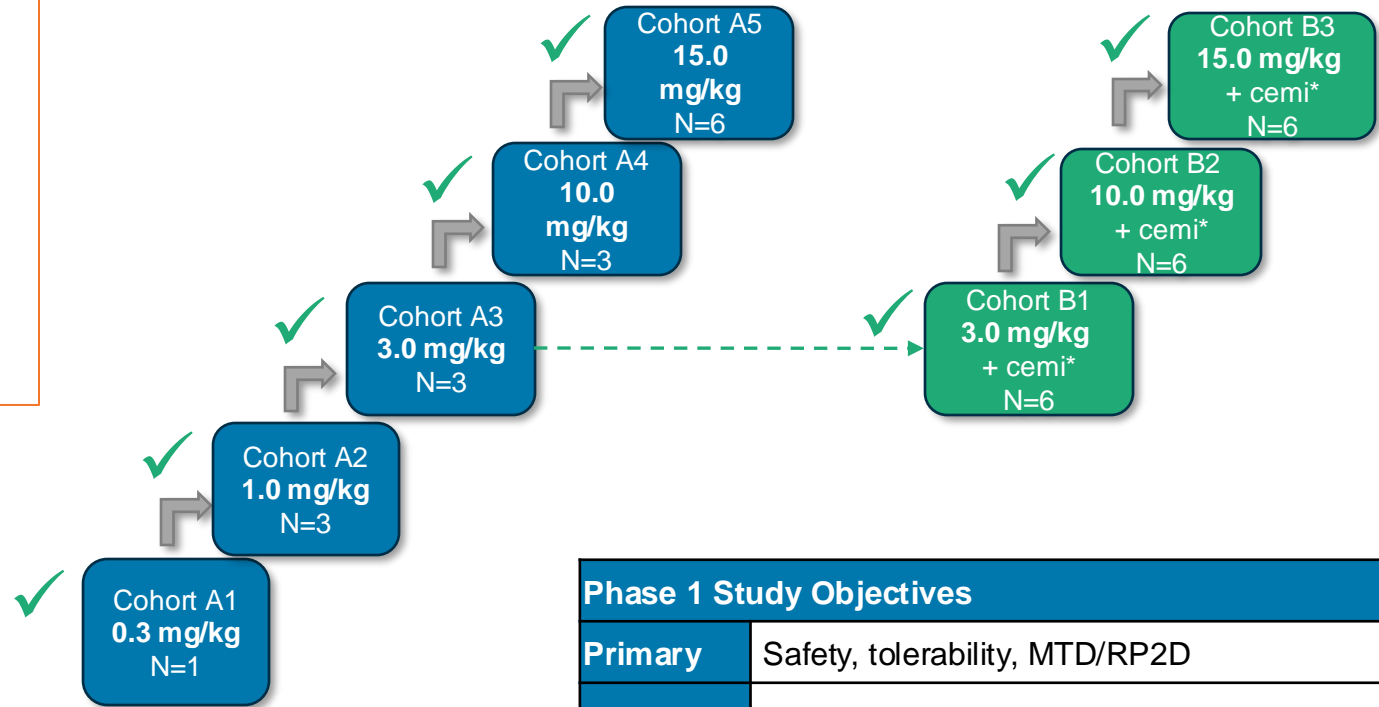 Cohort A5
15.0
mg/kg
N=6
Cohort B3
15.0 mg/kg
+ cemi*
N=6
Cohort A4
10.0
mg/kg
N=3
Cohort B2
10.0 mg/kg
+ cemi*
N=6
Cohort A3
3.0 mg/kg
N=3
Cohort B1
3.0 mg/kg
+ cemi*
N=6
Cohort A2
1.0 mg/kg
N=3
Cohort A1
0.3 mg/kg
N=1
Phase 1 Study Objectives
Primary Safety, tolerability, MTD/RP2D